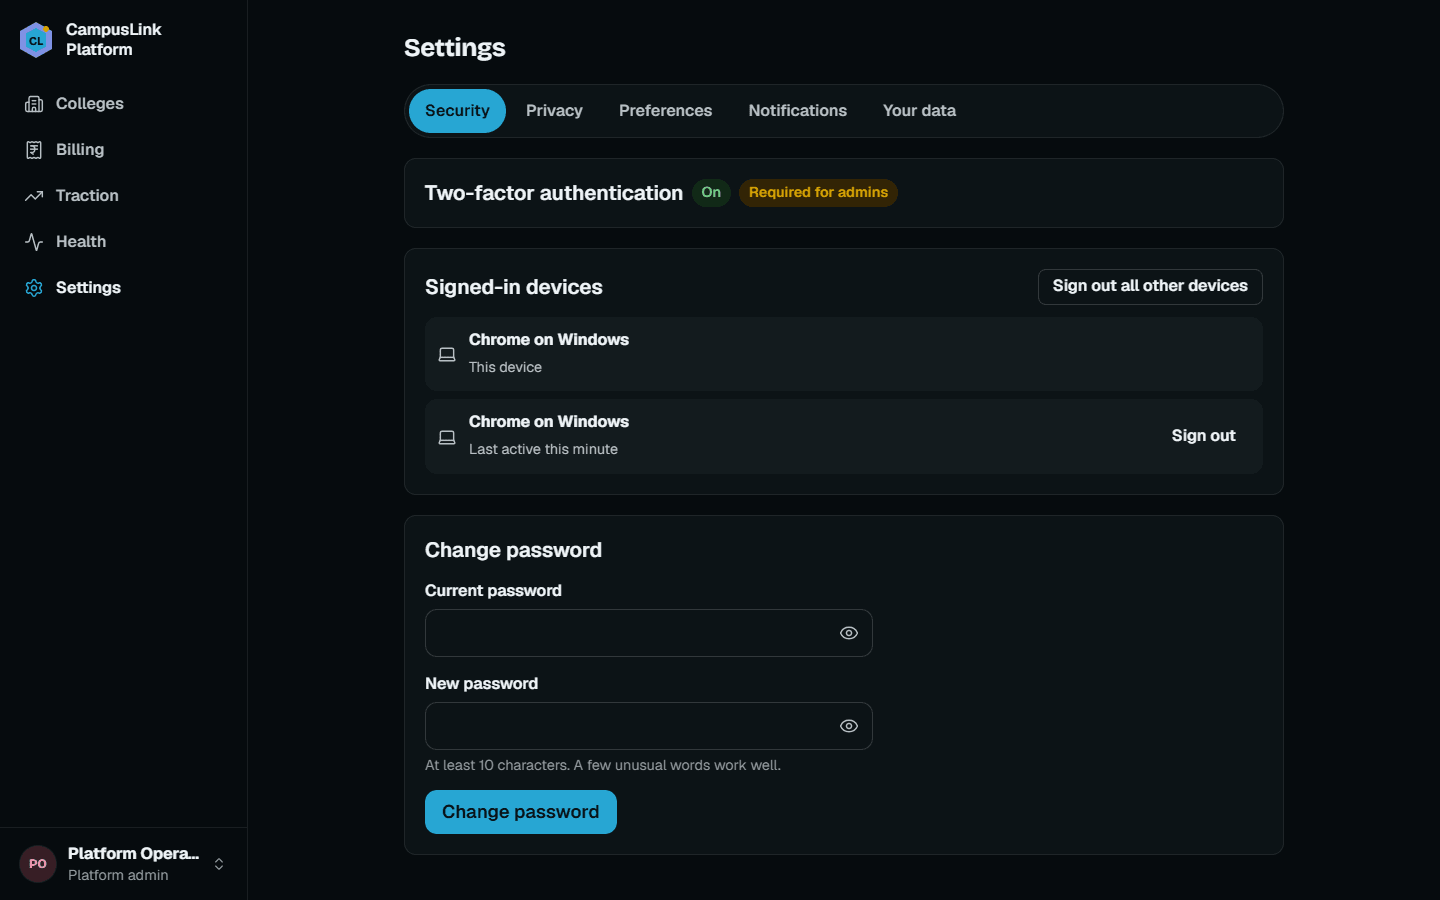 CL
CampusLink
Platform
Colleges
Billing
Traction
Health
Settings
PO
Platform Opera...
Platform admin
Settings
Security Privacy Preferences Notifications Your data
Two-factor authentication On Required for admins
Signed-in devices Sign out all other devices
Chrome on Windows
This device
Chrome on Windows
Last active this minute
Sign out
Change password
Current password
New password
At least 10 characters. A few unusual words work well.
Change password